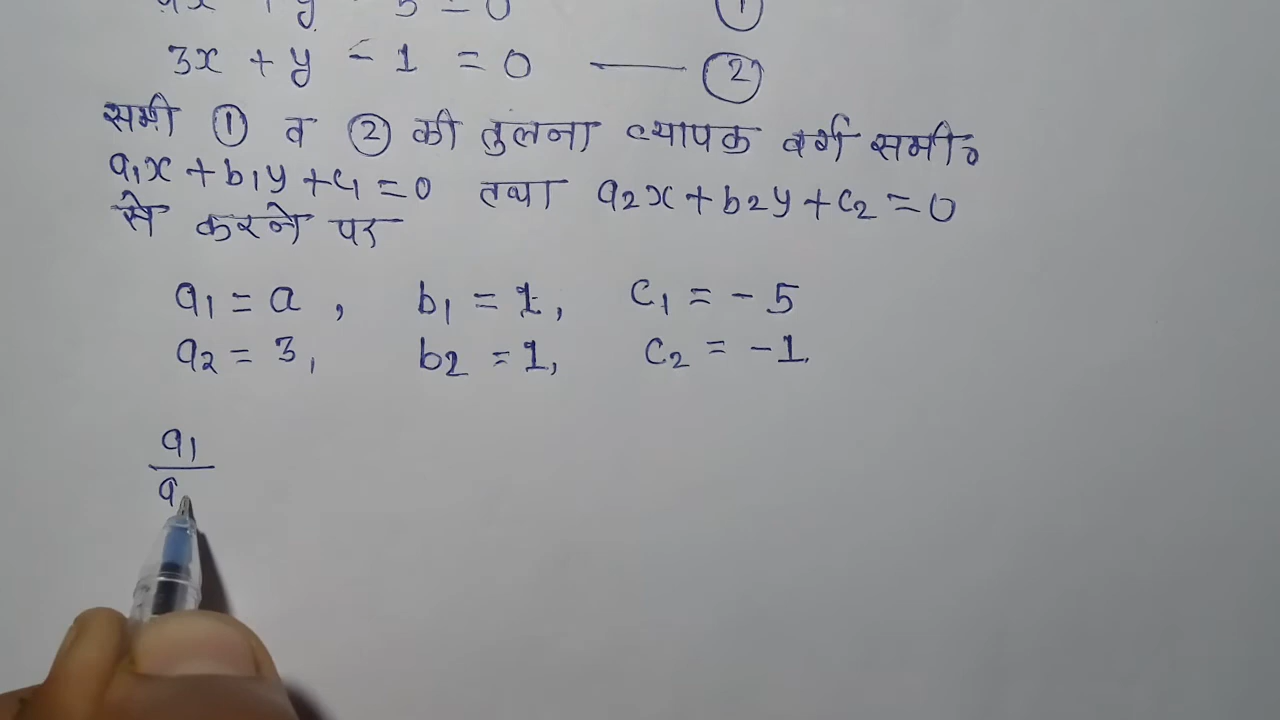 3x + y - 1 = 0 —— ②
समी ① व ② की तुलना व्यापक वर्ग समी०
a₁x + b₁y + c₁ = 0 तथा a₂x + b₂y + c₂ = 0
से करने पर
a₁ = a , b₁ = 1, c₁ = - 5
a₂ = 3, b₂ = 1, c₂ = - 1.
a₁
a